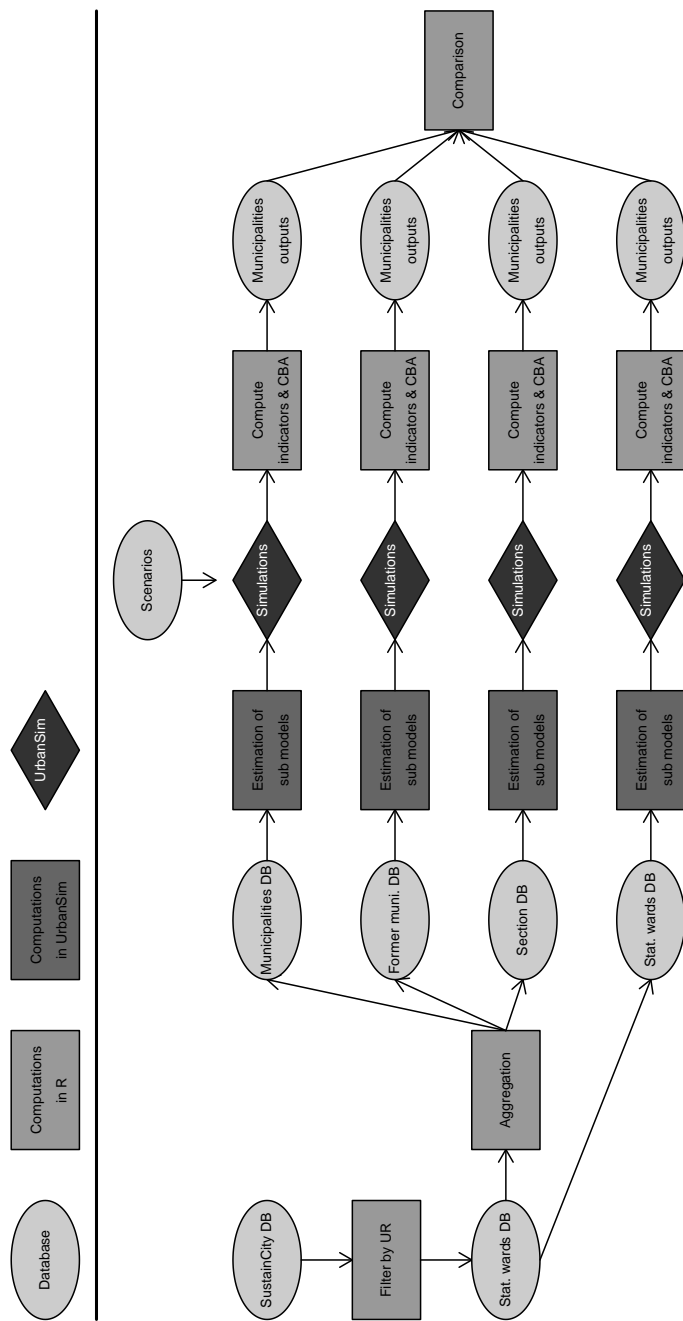 Database
Computations
in R
Computations
in UrbanSim
UrbanSim
Scenarios
SustainCity DB
Filter by UR
Stat. wards DB
Aggregation
Municipalities DB
Estimation of
sub models
Simulations
Compute
indicators & CBA
Municipalities
outputs
Former muni. DB
Estimation of
sub models
Simulations
Compute
indicators & CBA
Municipalities
outputs
Section DB
Estimation of
sub models
Simulations
Compute
indicators & CBA
Municipalities
outputs
Stat. wards DB
Estimation of
sub models
Simulations
Compute
indicators & CBA
Municipalities
outputs
Comparison